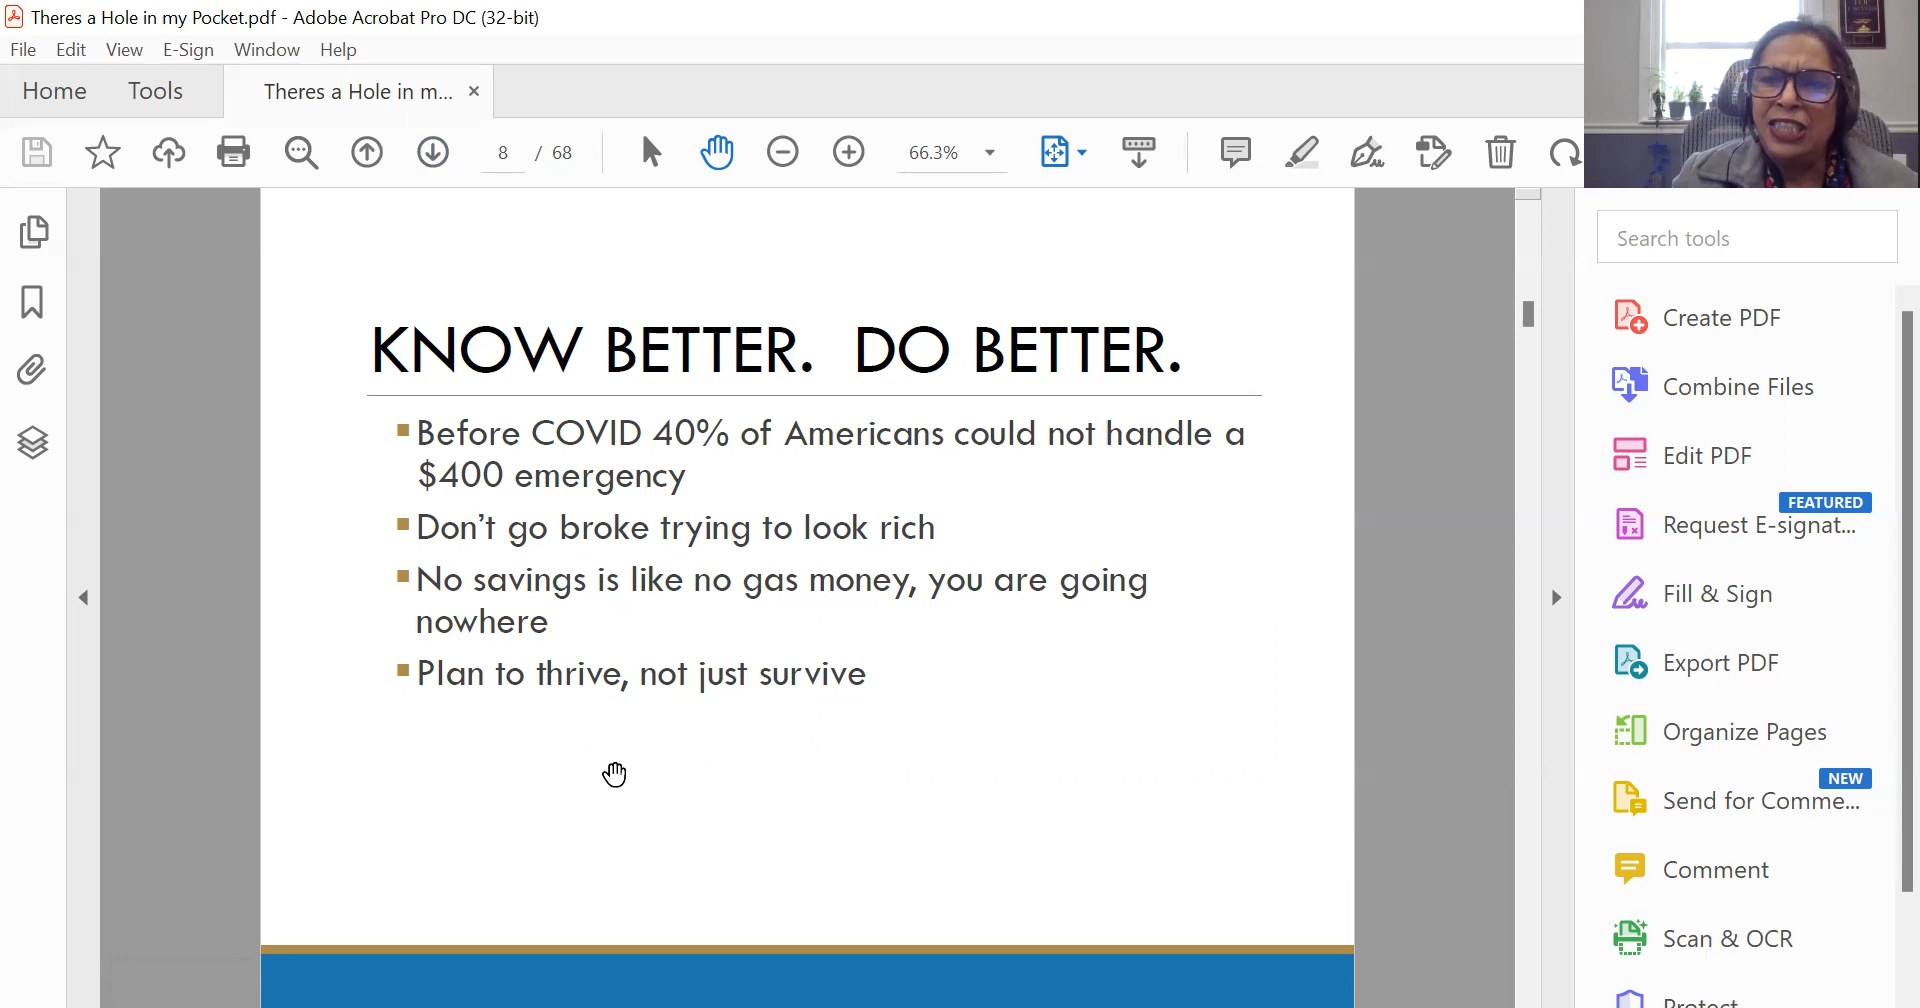 Theres a Hole in my Pocket.pdf - Adobe Acrobat Pro DC (32-bit)
File Edit View E-Sign Window Help
Home Tools Theres a Hole in m... ×
8 / 68 66.3%
Search tools
KNOW BETTER. DO BETTER.
Before COVID 40% of Americans could not handle a
$400 emergency
Don't go broke trying to look rich
No savings is like no gas money, you are going
nowhere
Plan to thrive, not just survive
Create PDF
Combine Files
Edit PDF
FEATURED
Request E-signat...
Fill & Sign
Export PDF
Organize Pages
NEW
Send for Comme...
Comment
Scan & OCR
Protect